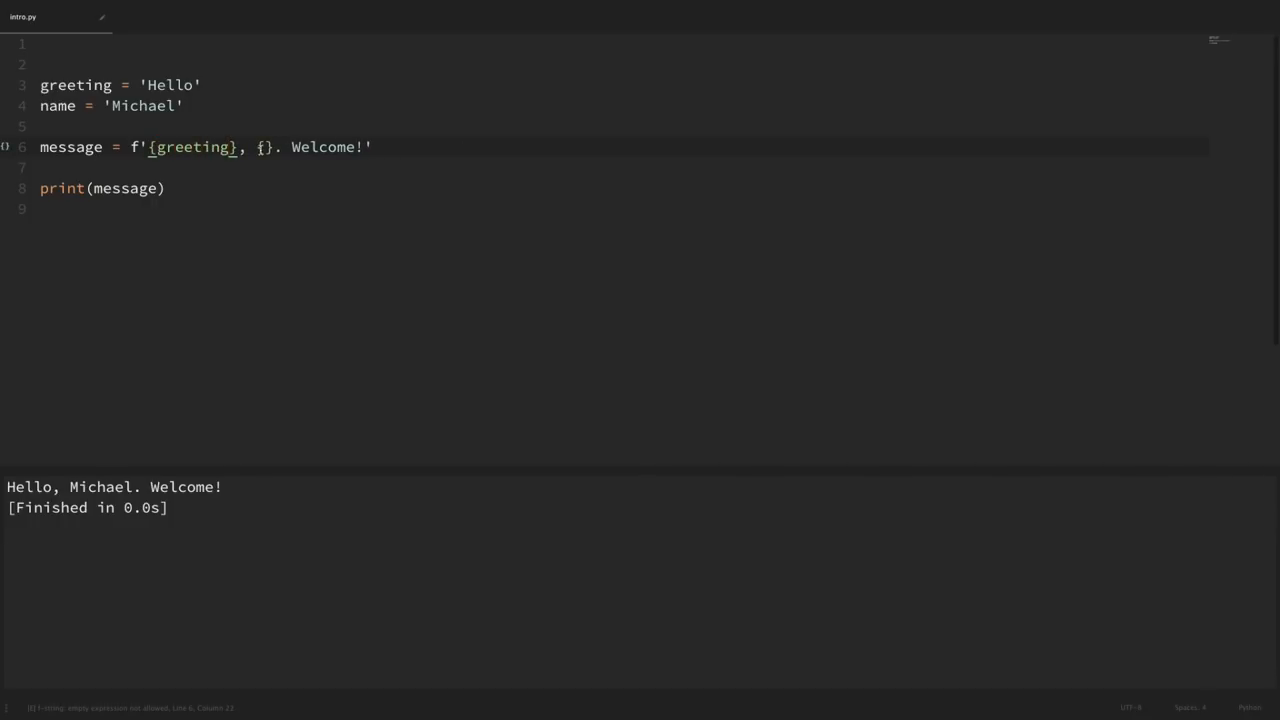 intro.py
1
2
3 greeting = 'Hello'
4 name = 'Michael'
5
{} 6 message = f'{greeting}, {}. Welcome!'
7
8 print(message)
9
Hello, Michael. Welcome!
[Finished in 0.0s]
f-string: empty expression not allowed, Line 6, Column 23 UTF-8 Spaces: 4 Python